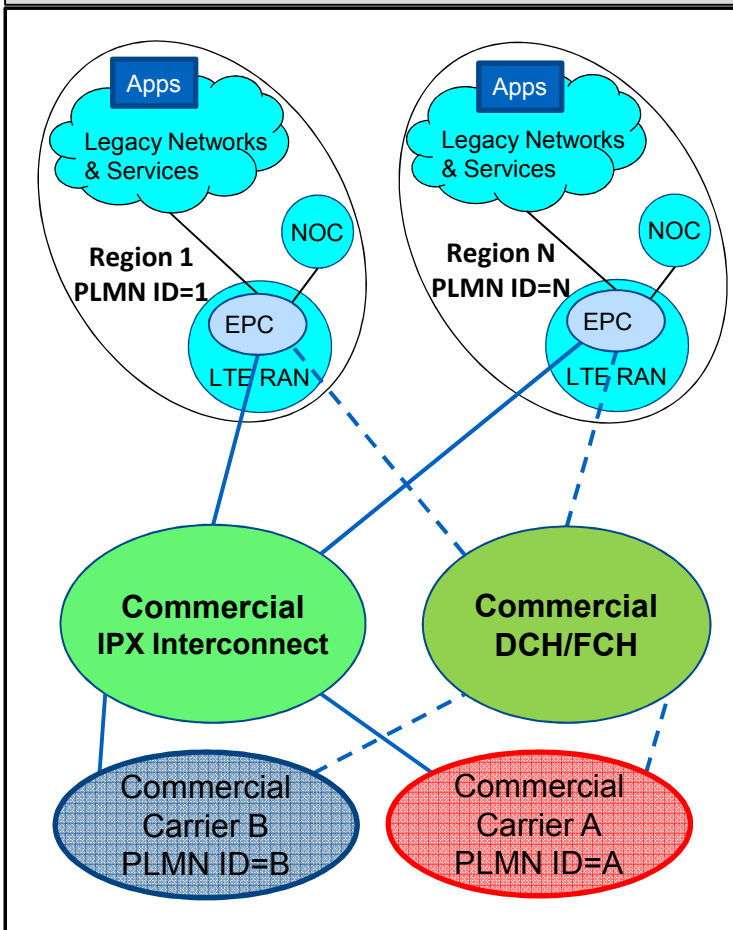 Apps
Legacy Networks
& Services
NOC
Region 1
PLMN ID=1
EPC
LTE RAN
Apps
Legacy Networks
& Services
NOC
Region N
PLMN ID=N
EPC
LTE RAN
Commercial
IPX Interconnect
Commercial
DCH/FCH
Commercial
Carrier B
PLMN ID=B
Commercial
Carrier A
PLMN ID=A